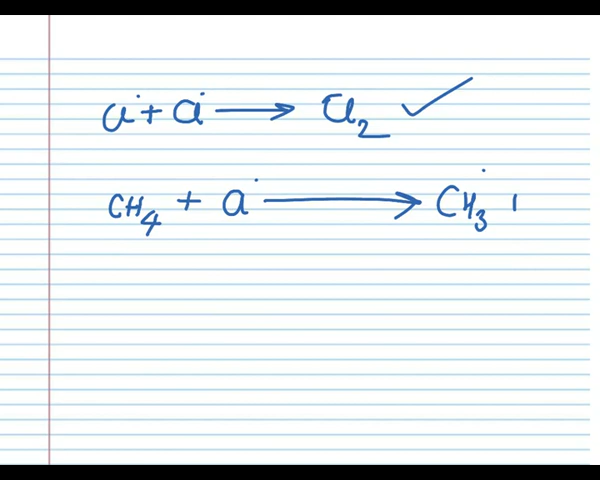 Cl˙ + Cl˙ ⟶ Cl₂ ✓
CH₄ + Cl˙ ⟶ CH₃˙ ı